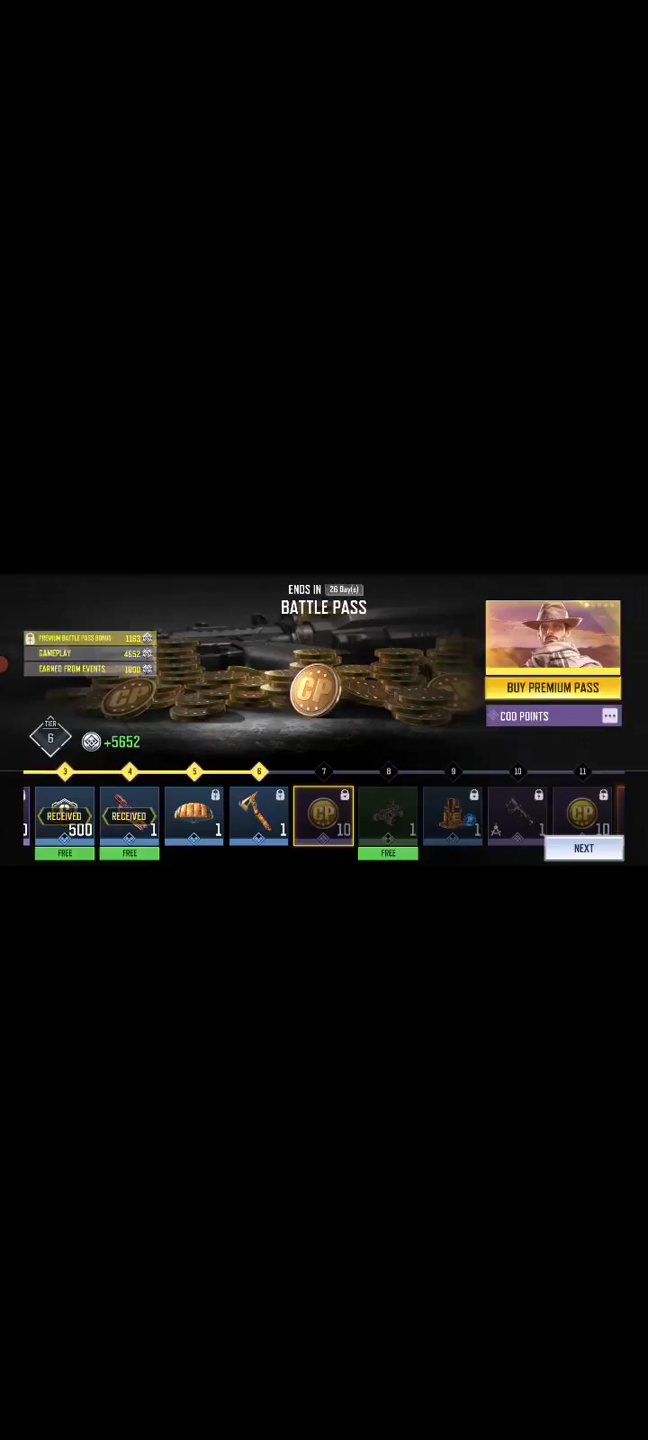 ENDS IN 26 Day(s)
BATTLE PASS
PREMIUM BATTLE PASS BONUS 1163
GAMEPLAY 4652
EARNED FROM EVENTS 1000
CP
BUY PREMIUM PASS
COD POINTS
TIER
6
+5652
3 4 5 6 7 8 9 10 11
RECEIVED RECEIVED
500 1 1 1 10 1 1 1 10
FREE FREE FREE
NEXT